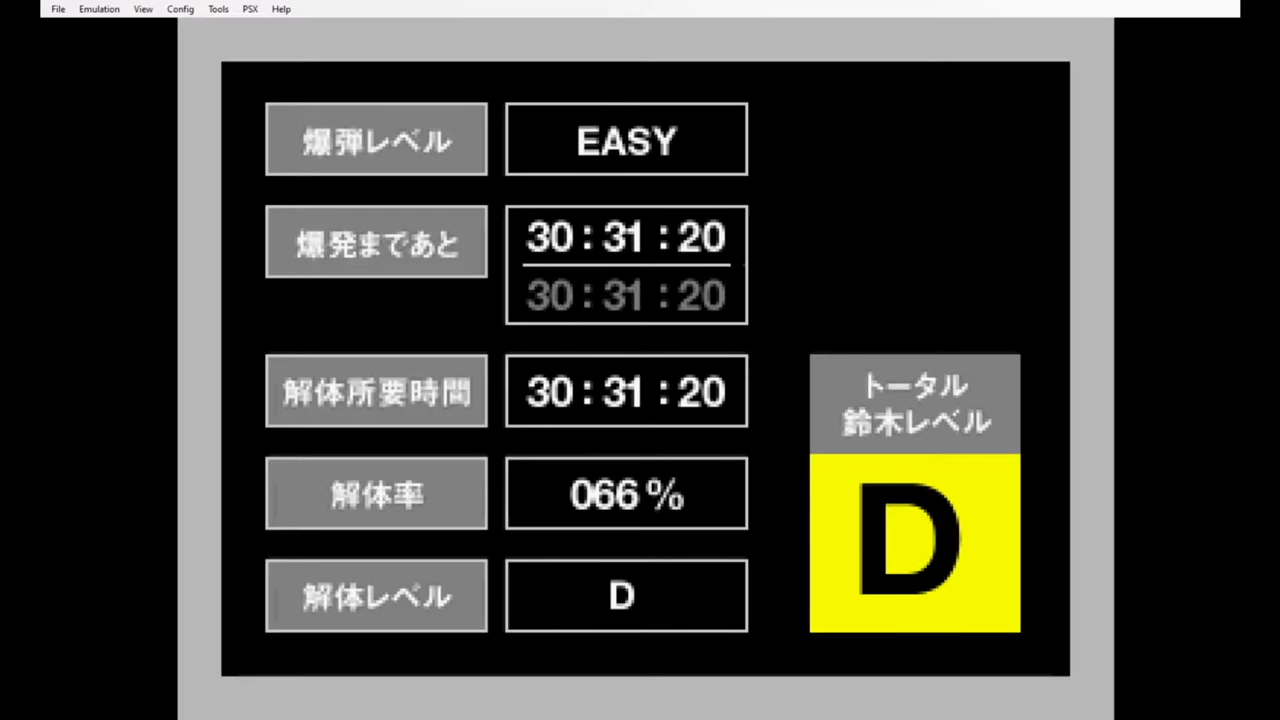 File Emulation View Config Tools PSX Help
爆弾レベル EASY
爆発まであと 30:31:20
30:31:20
解体所要時間 30:31:20
解体率 066%
解体レベル D
トータル
鈴木レベル
D